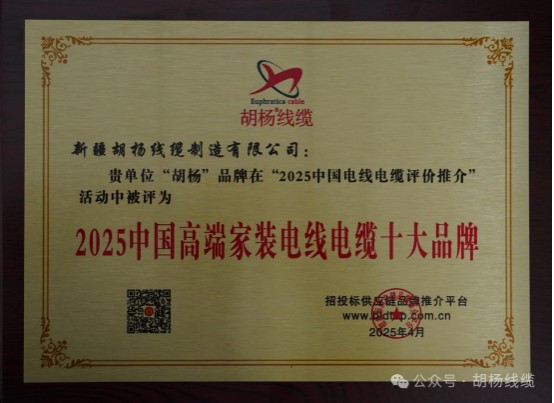 Euphratica cable
胡杨线缆
新疆胡杨线缆制造有限公司：
贵单位“胡杨”品牌在“2025中国电线电缆评价推介”
活动中被评为
2025中国高端家装电线电缆十大品牌
招投标供应链品牌推介平台
2025年4月
公众号·胡杨线缆